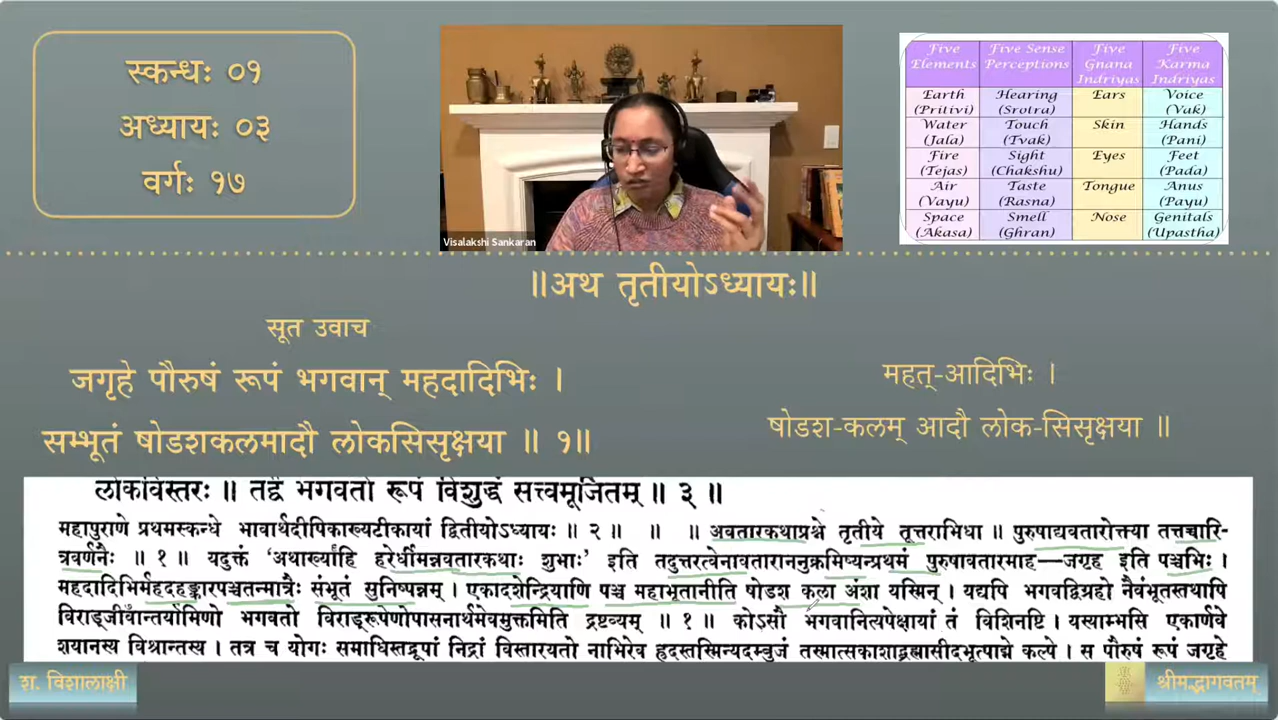 स्कन्धः ०१
अध्यायः ०३
वर्गः १७
Visalakshi Sankaran
Five Elements	Five Sense Perceptions	Five Gnana Indriyas	Five Karma Indriyas
Earth (Pritivi)	Hearing (Srotra)	Ears	Voice (Vak)
Water (Jala)	Touch (Tvak)	Skin	Hands (Pani)
Fire (Tejas)	Sight (Chakshu)	Eyes	Feet (Pada)
Air (Vayu)	Taste (Rasna)	Tongue	Anus (Payu)
Space (Akasa)	Smell (Ghran)	Nose	Genitals (Upastha)
॥अथ तृतीयोऽध्यायः॥
सूत उवाच
जगृहे पौरुषं रूपं भगवान् महदादिभिः ।
सम्भूतं षोडशकलमादौ लोकसिसृक्षया ॥ १॥
महत्-आदिभिः ।
षोडश-कलम् आदौ लोक-सिसृक्षया ॥
लोकविस्तरः ॥ तद्वै भगवतो रूपं विशुद्धं सत्त्वमूर्जितम् ॥ ३ ॥
महापुराणे प्रथमस्कन्धे भावार्थदीपिकाख्यटीकायां द्वितीयोऽध्यायः ॥ २ ॥ ॥ ॥ अवतारकथाप्रश्ने तृतीये तूत्तराभिधा ॥ पुरुषाद्यवतारोक्त्या तत्तच्चारि-
त्रवर्णनैः ॥ १ ॥ यदुक्तं 'अथाख्याहि हरेर्धीमन्नवतारकथाः शुभाः' इति तदुत्तरत्वेनावताराननुक्रमिष्यन्प्रथमं पुरुषावतारमाह—जगृह इति पञ्चभिः ।
महदादिभिर्महदहङ्कारपञ्चतन्मात्रैः संभूतं सुनिष्पन्नम् । एकादशेन्द्रियाणि पञ्च महाभूतानीति षोडश कला अंशा यस्मिन् । यद्यपि भगवद्विग्रहो नैवंभूतस्तथापि
विराड्जीवान्तर्यामिणो भगवतो विराड्रूपेणोपासनार्थमेवमुक्तमिति द्रष्टव्यम् ॥ १ ॥ कोऽसौ भगवानित्यपेक्षायां तं विशिनष्टि । यस्याम्भसि एकार्णवे
शयानस्य विश्रान्तस्य । तत्र च योगः समाधिस्तद्रूपां निद्रां विस्तारयतो नाभिरेव ह्रदस्तस्मिन्यदम्बुजं तस्मात्सकाशाद्ब्रह्मासीदभूत्पाद्मे कल्पे । स पौरुषं रूपं जगृहे
श. विशालाक्षी
श्रीमद्भागवतम्